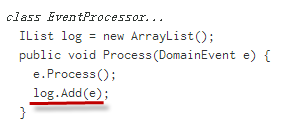 class EventProcessor...
IList log = new ArrayList();
public void Process(DomainEvent e) {
e.Process();
log.Add(e);
}